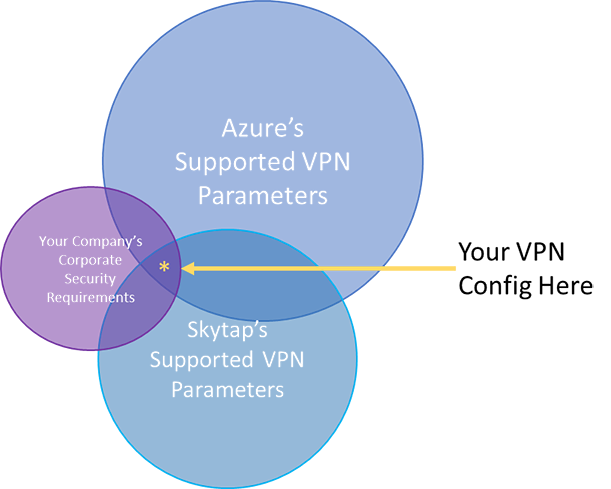 Azure's
Supported VPN
Parameters
Your Company's
Corporate
Security
Requirements
*
Your VPN
Config Here
Skytap's
Supported VPN
Parameters